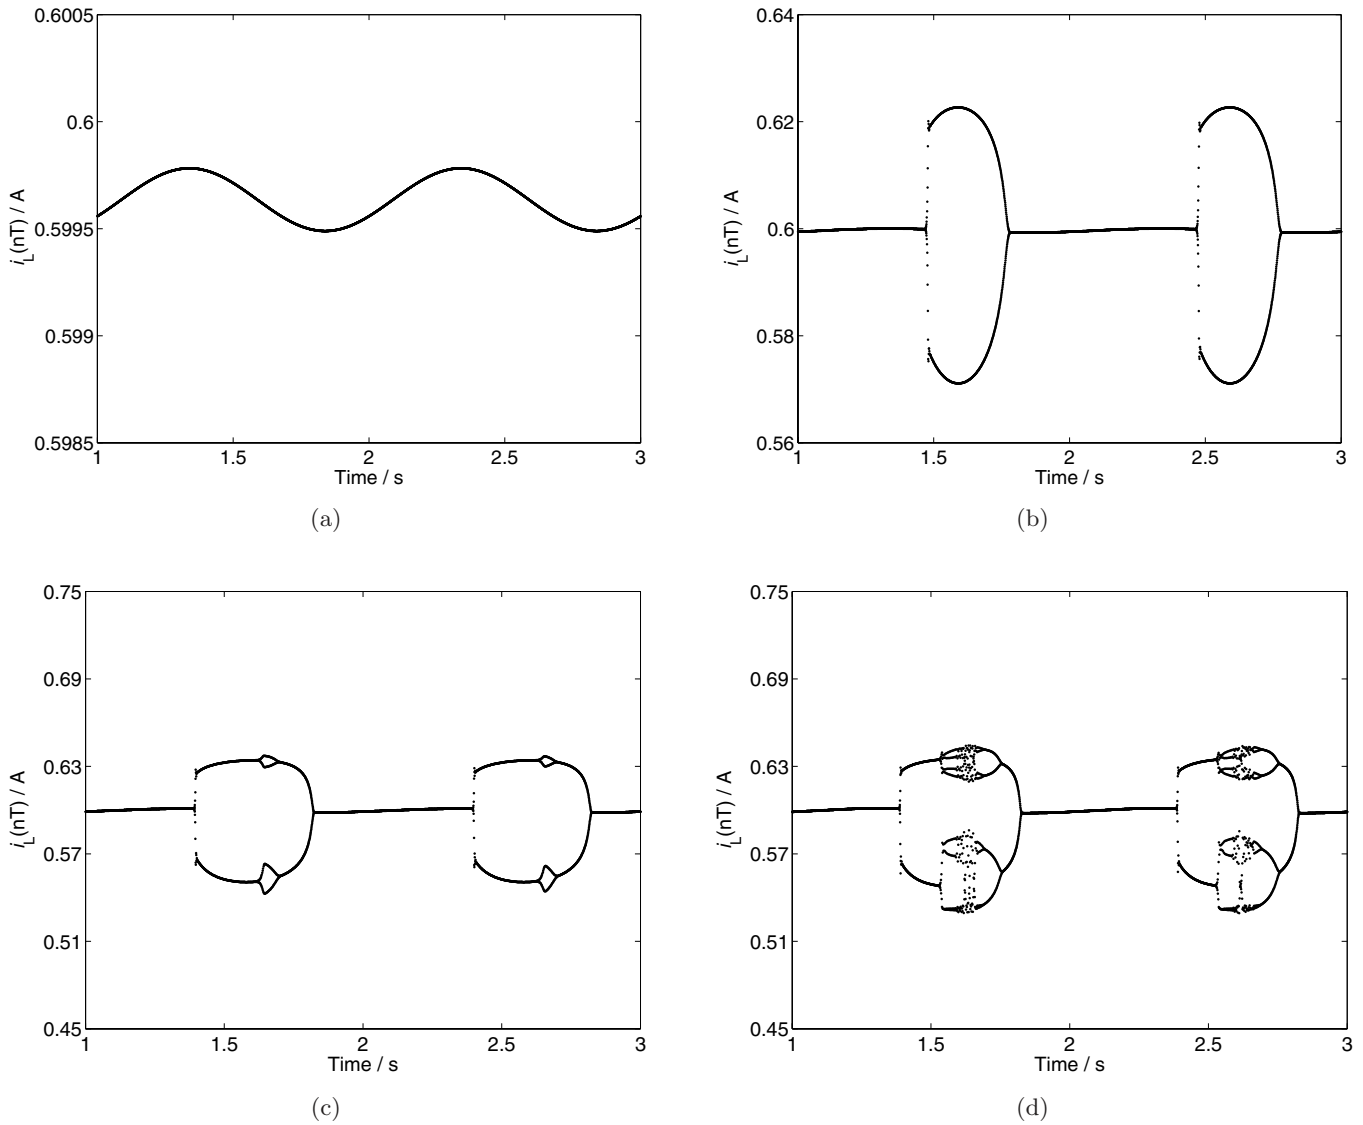 0.6005
0.6
0.5995
0.599
0.5985
1 1.5 2 2.5 3
Time / s
i_L(nT) / A
(a)
0.64
0.62
0.6
0.58
0.56
1 1.5 2 2.5 3
Time / s
i_L(nT) / A
(b)
0.75
0.69
0.63
0.57
0.51
0.45
1 1.5 2 2.5 3
Time / s
i_L(nT) / A
(c)
0.75
0.69
0.63
0.57
0.51
0.45
1 1.5 2 2.5 3
Time / s
i_L(nT) / A
(d)